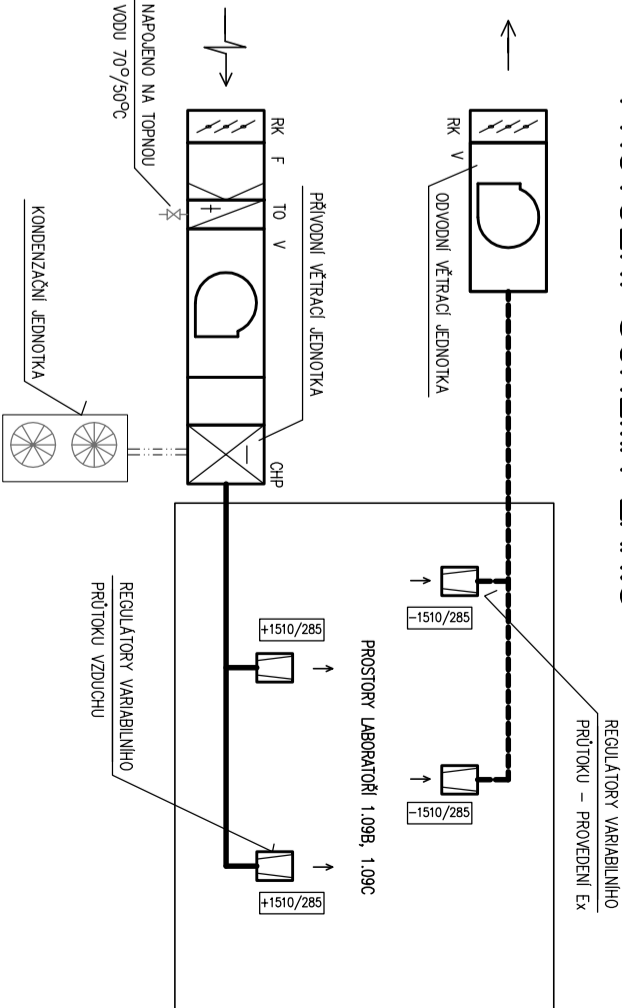 RK
V
ODVODNÍ VĚTRACÍ JEDNOTKA
REGULÁTORY VARIABILNÍHO
PRŮTOKU – PROVEDENÍ Ex
-1510/285
-1510/285
PROSTORY LABORATOŘÍ 1.09B, 1.09C
+1510/285
+1510/285
RK
F
TO
V
PŘÍVODNÍ VĚTRACÍ JEDNOTKA
CHP
NAPOJENO NA TOPNOU
VODU 70°/50°C
KONDENZAČNÍ JEDNOTKA
REGULÁTORY VARIABILNÍHO
PRŮTOKU VZDUCHU